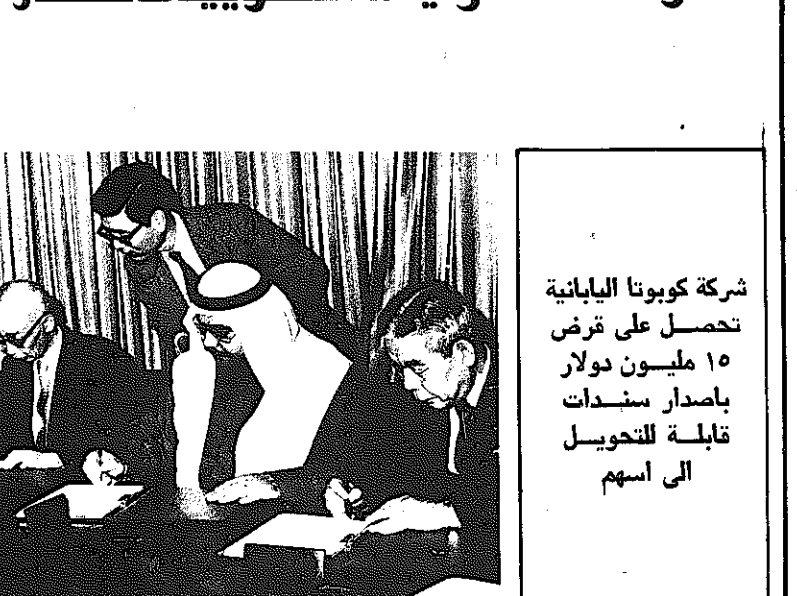 شركة كوبوتا اليابانية
تحصل على قرض
١٥ مليون دولار
باصدار سندات
قابلة للتحويل
الى اسهم